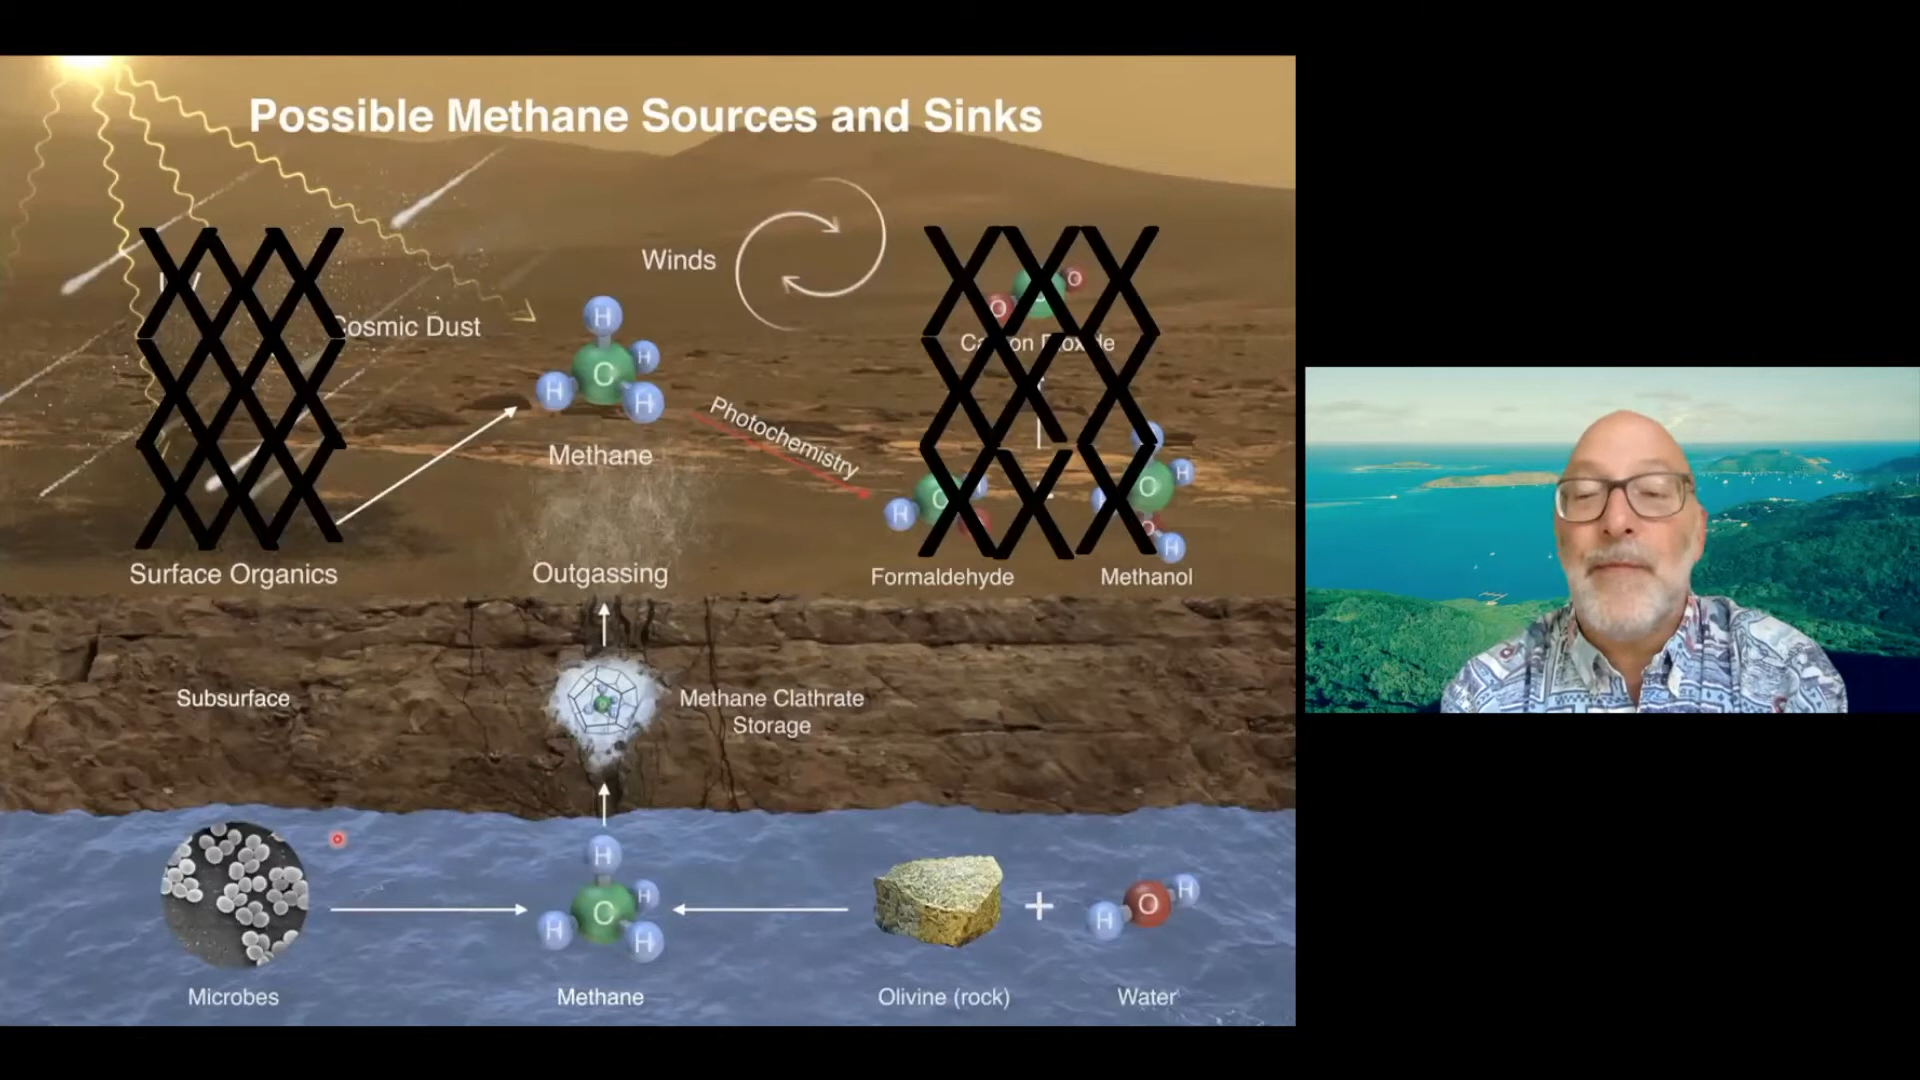 Possible Methane Sources and Sinks
Winds
Cosmic Dust
Photochemistry
Methane
Surface Organics
Outgassing
Formaldehyde
Methanol
Subsurface
Methane Clathrate
Storage
Microbes
Methane
Olivine (rock)
+
Water
H
H
C
H
H
O
O
H
C
H
C
H
O
H
H
H
C
H
H
H
O
H